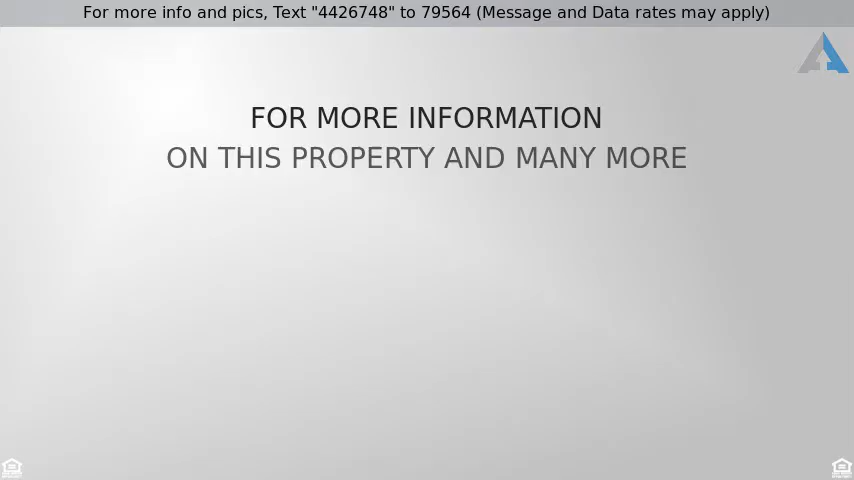 For more info and pics, Text "4426748" to 79564 (Message and Data rates may apply)
FOR MORE INFORMATION
ON THIS PROPERTY AND MANY MORE